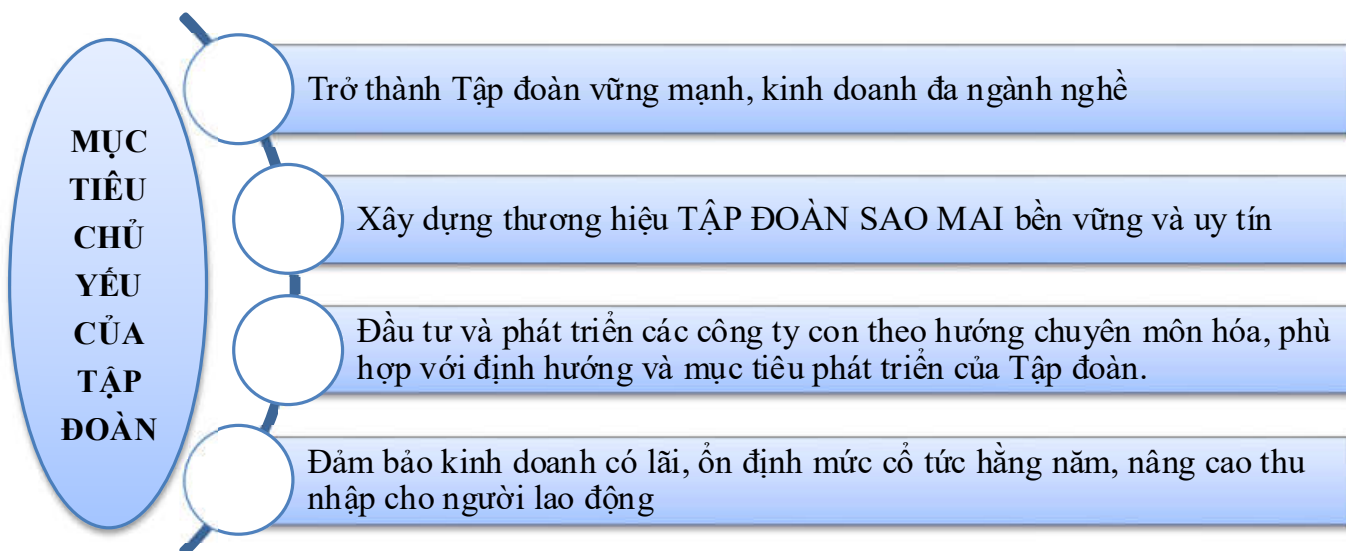 MỤC
TIÊU
CHỦ
YẾU
CỦA
TẬP
ĐOÀN
Trở thành Tập đoàn vững mạnh, kinh doanh đa ngành nghề
Xây dựng thương hiệu TẬP ĐOÀN SAO MAI bền vững và uy tín
Đầu tư và phát triển các công ty con theo hướng chuyên môn hóa, phù
hợp với định hướng và mục tiêu phát triển của Tập đoàn.
Đảm bảo kinh doanh có lãi, ổn định mức cổ tức hằng năm, nâng cao thu
nhập cho người lao động